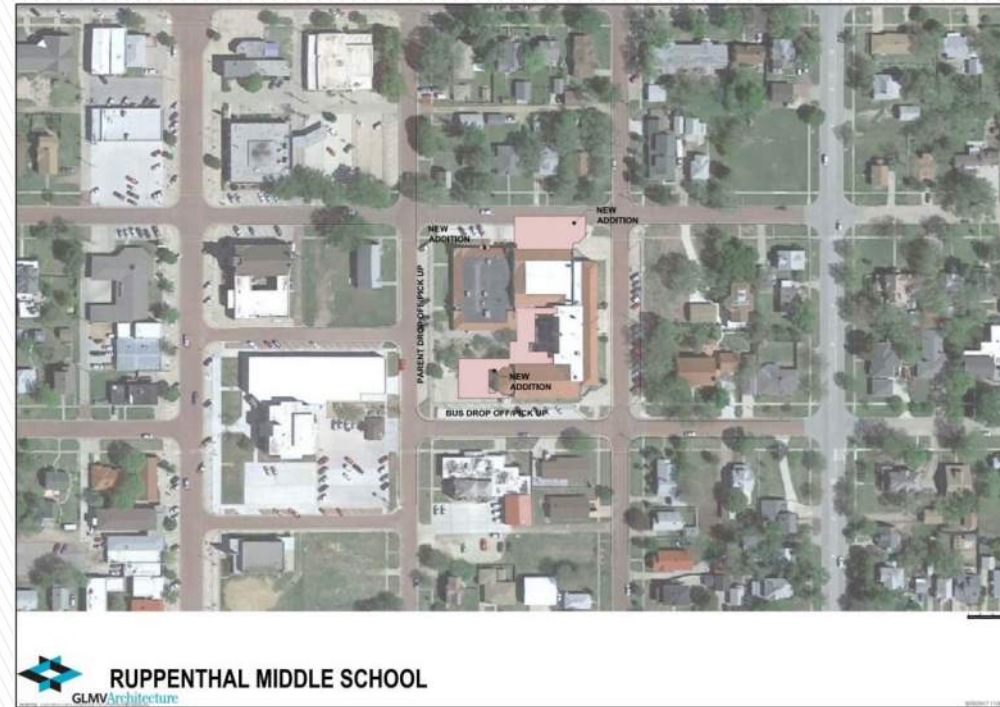 NEW
ADDITION
NEW
ADDITION
PARENT DROP-OFF/PICK UP
NEW
ADDITION
BUS DROP OFF/PICK UP
RUPPENTHAL MIDDLE SCHOOL
GLMVArchitecture